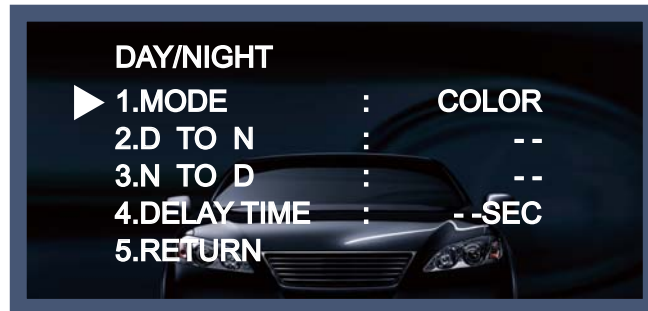 DAY/NIGHT
1.MODE : COLOR
2.D TO N : --
3.N TO D : --
4.DELAY TIME : --SEC
5.RETURN